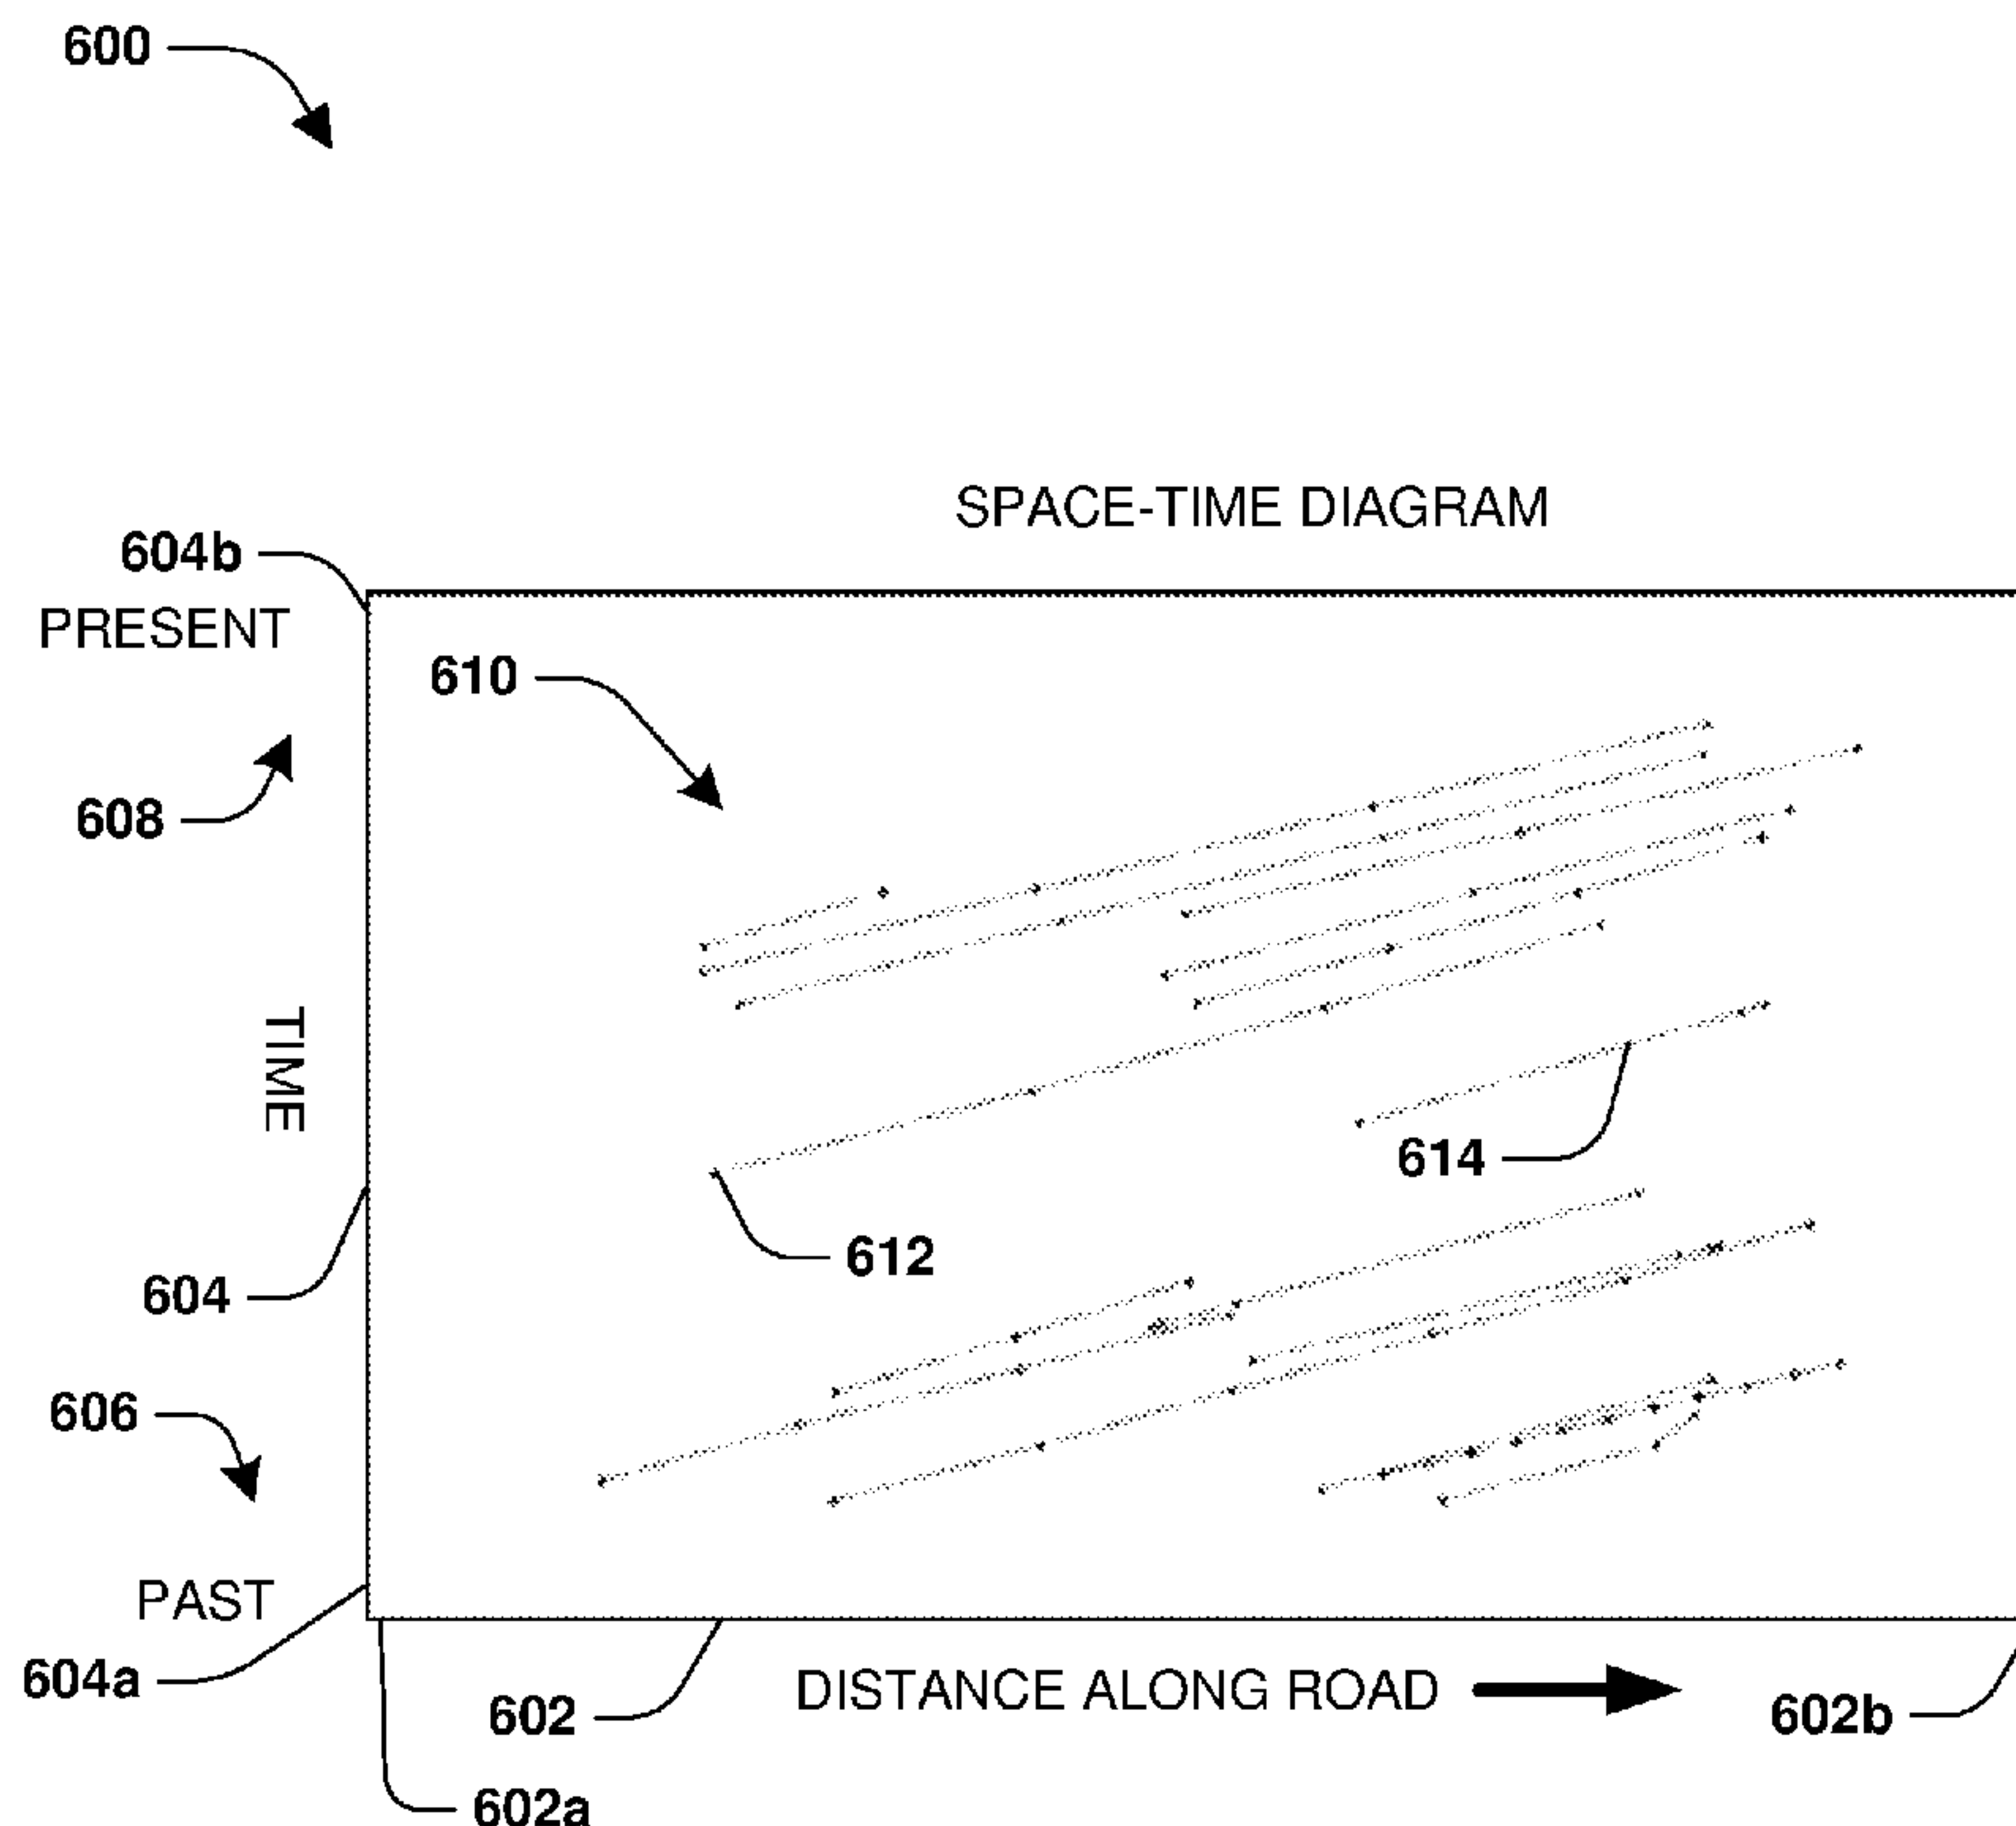 600
SPACE-TIME DIAGRAM
604b
PRESENT
610
608
TIME
614
612
604
606
PAST
604a
DISTANCE ALONG ROAD
602
602b
602a